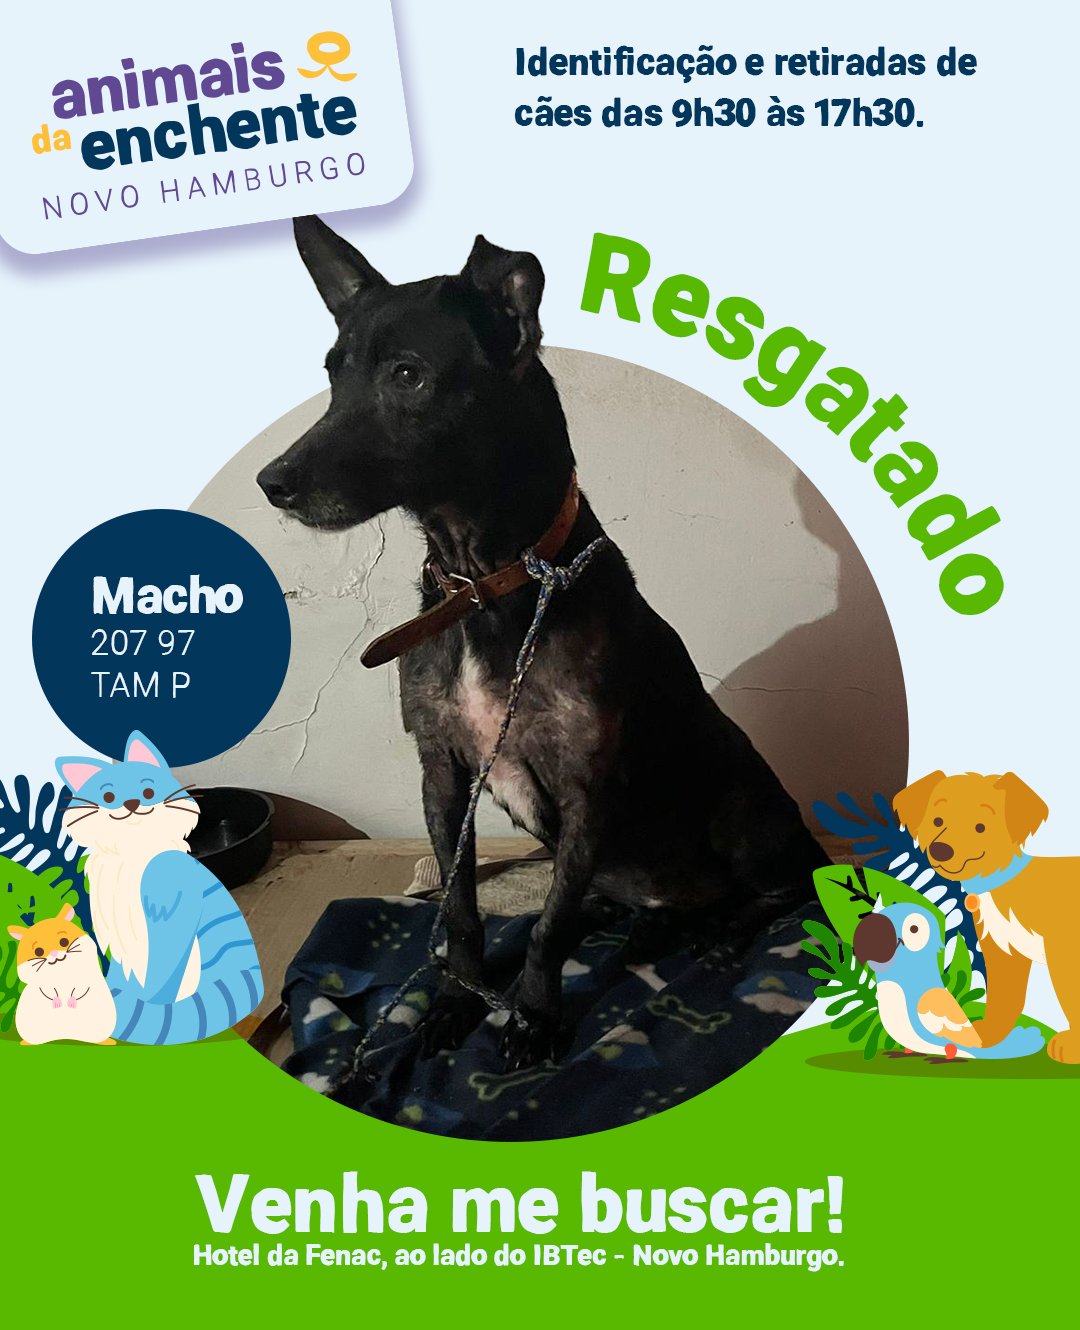 animais
da enchente
NOVO HAMBURGO
Identificação e retiradas de
cães das 9h30 às 17h30.
Resgatado
Macho
207 97
TAM P
Venha me buscar!
Hotel da Fenac, ao lado do IBTec - Novo Hamburgo.